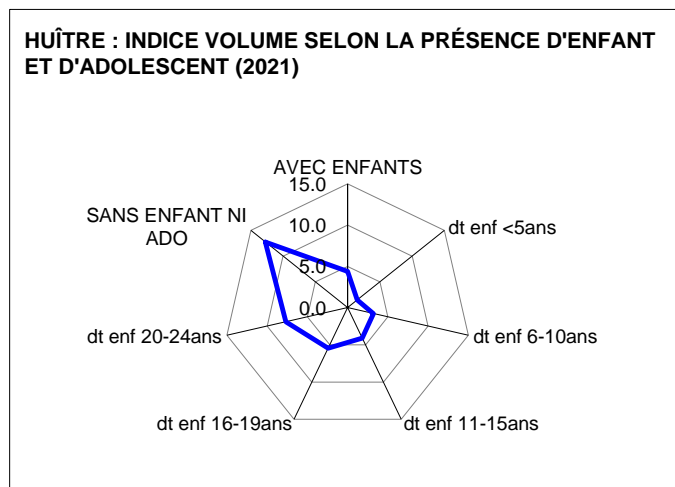 HUÎTRE : INDICE VOLUME SELON LA PRÉSENCE D'ENFANT
ET D'ADOLESCENT (2021)
AVEC ENFANTS
15.0
SANS ENFANT NI
ADO
dt enf <5ans
10.0
5.0
0.0
dt enf 20-24ans
dt enf 6-10ans
dt enf 16-19ans
dt enf 11-15ans